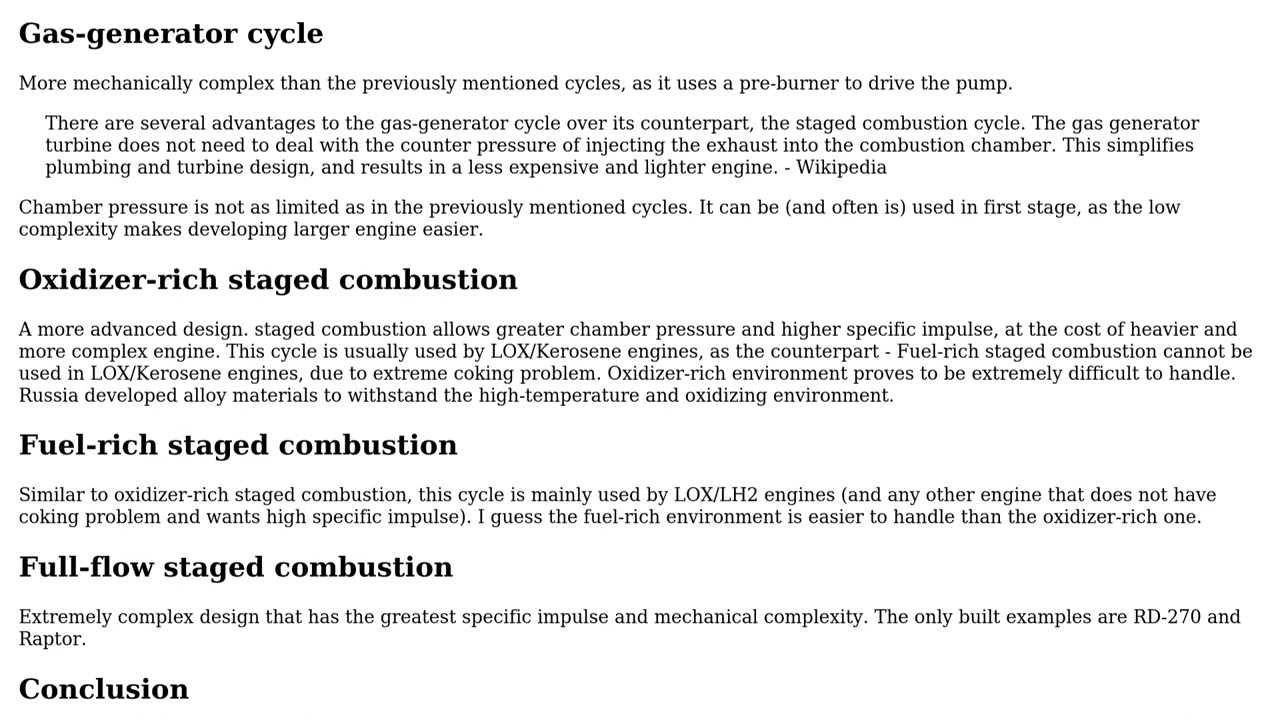 Gas-generator cycle
More mechanically complex than the previously mentioned cycles, as it uses a pre-burner to drive the pump.
There are several advantages to the gas-generator cycle over its counterpart, the staged combustion cycle. The gas generator
turbine does not need to deal with the counter pressure of injecting the exhaust into the combustion chamber. This simplifies
plumbing and turbine design, and results in a less expensive and lighter engine. - Wikipedia
Chamber pressure is not as limited as in the previously mentioned cycles. It can be (and often is) used in first stage, as the low
complexity makes developing larger engine easier.
Oxidizer-rich staged combustion
A more advanced design. staged combustion allows greater chamber pressure and higher specific impulse, at the cost of heavier and
more complex engine. This cycle is usually used by LOX/Kerosene engines, as the counterpart - Fuel-rich staged combustion cannot be
used in LOX/Kerosene engines, due to extreme coking problem. Oxidizer-rich environment proves to be extremely difficult to handle.
Russia developed alloy materials to withstand the high-temperature and oxidizing environment.
Fuel-rich staged combustion
Similar to oxidizer-rich staged combustion, this cycle is mainly used by LOX/LH2 engines (and any other engine that does not have
coking problem and wants high specific impulse). I guess the fuel-rich environment is easier to handle than the oxidizer-rich one.
Full-flow staged combustion
Extremely complex design that has the greatest specific impulse and mechanical complexity. The only built examples are RD-270 and
Raptor.
Conclusion